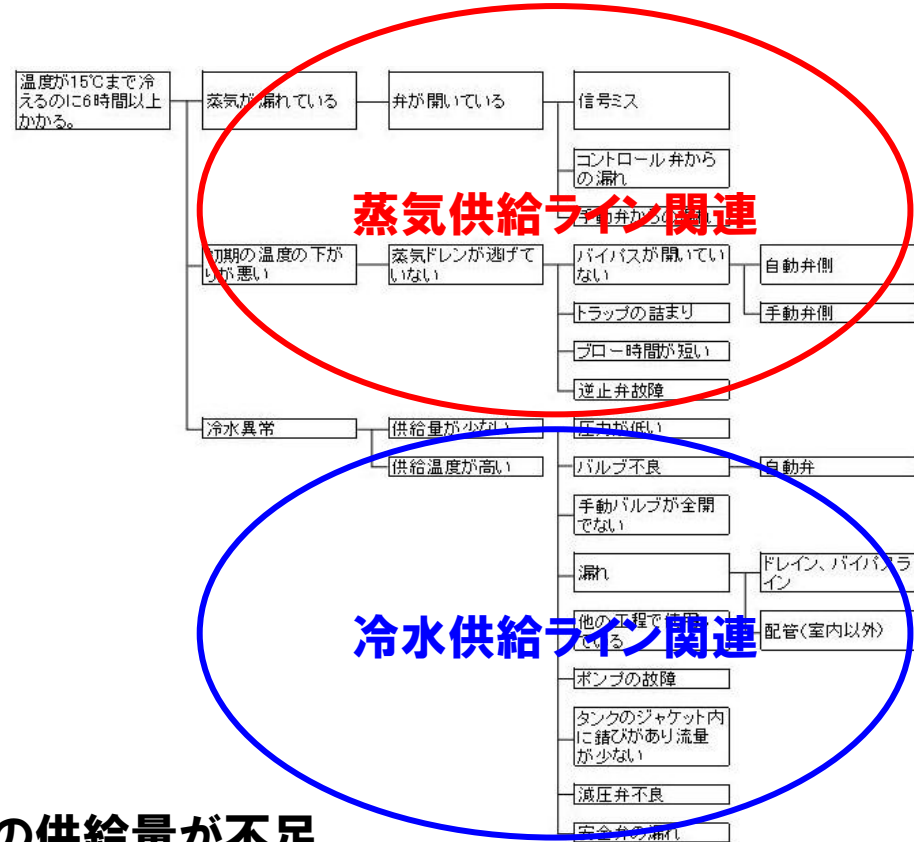 温度が15℃まで冷
えるのに6時間以上
かかる。
蒸気が漏れている
弁が開いている
信号ミス
コントロール弁から
の漏れ
蒸気供給ライン関連
初期の温度の下が
りが悪い
蒸気ドレンが逃げて
いない
バイパスが開いてい
ない
自動弁側
トラップの詰まり
手動弁側
ブロー時間が短い
逆止弁故障
冷水異常
供給量が少ない
圧力が低い
供給温度が高い
バルブ不良
自動弁
手動バルブが全開
でない
漏れ
ドレイン、バイパスラ
イン
冷水供給ライン関連
配管(室内以外)
ポンプの故障
タンクのジャケット内
に錆びがあり流量
が少ない
減圧弁不良
安全弁の漏れ
の供給量が不足